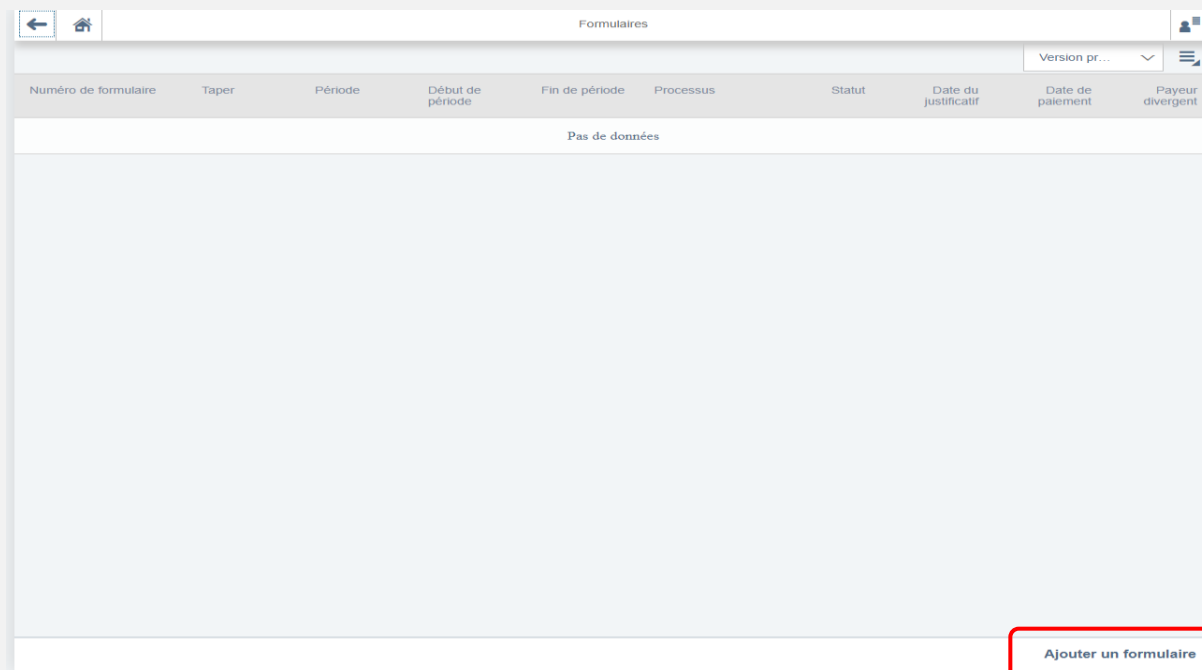 Formulaires
Version pr...
Numéro de formulaire Taper Période Début de période Fin de période Processus Statut Date du justificatif Date de paiement Payeur divergent
Pas de données
Ajouter un formulaire